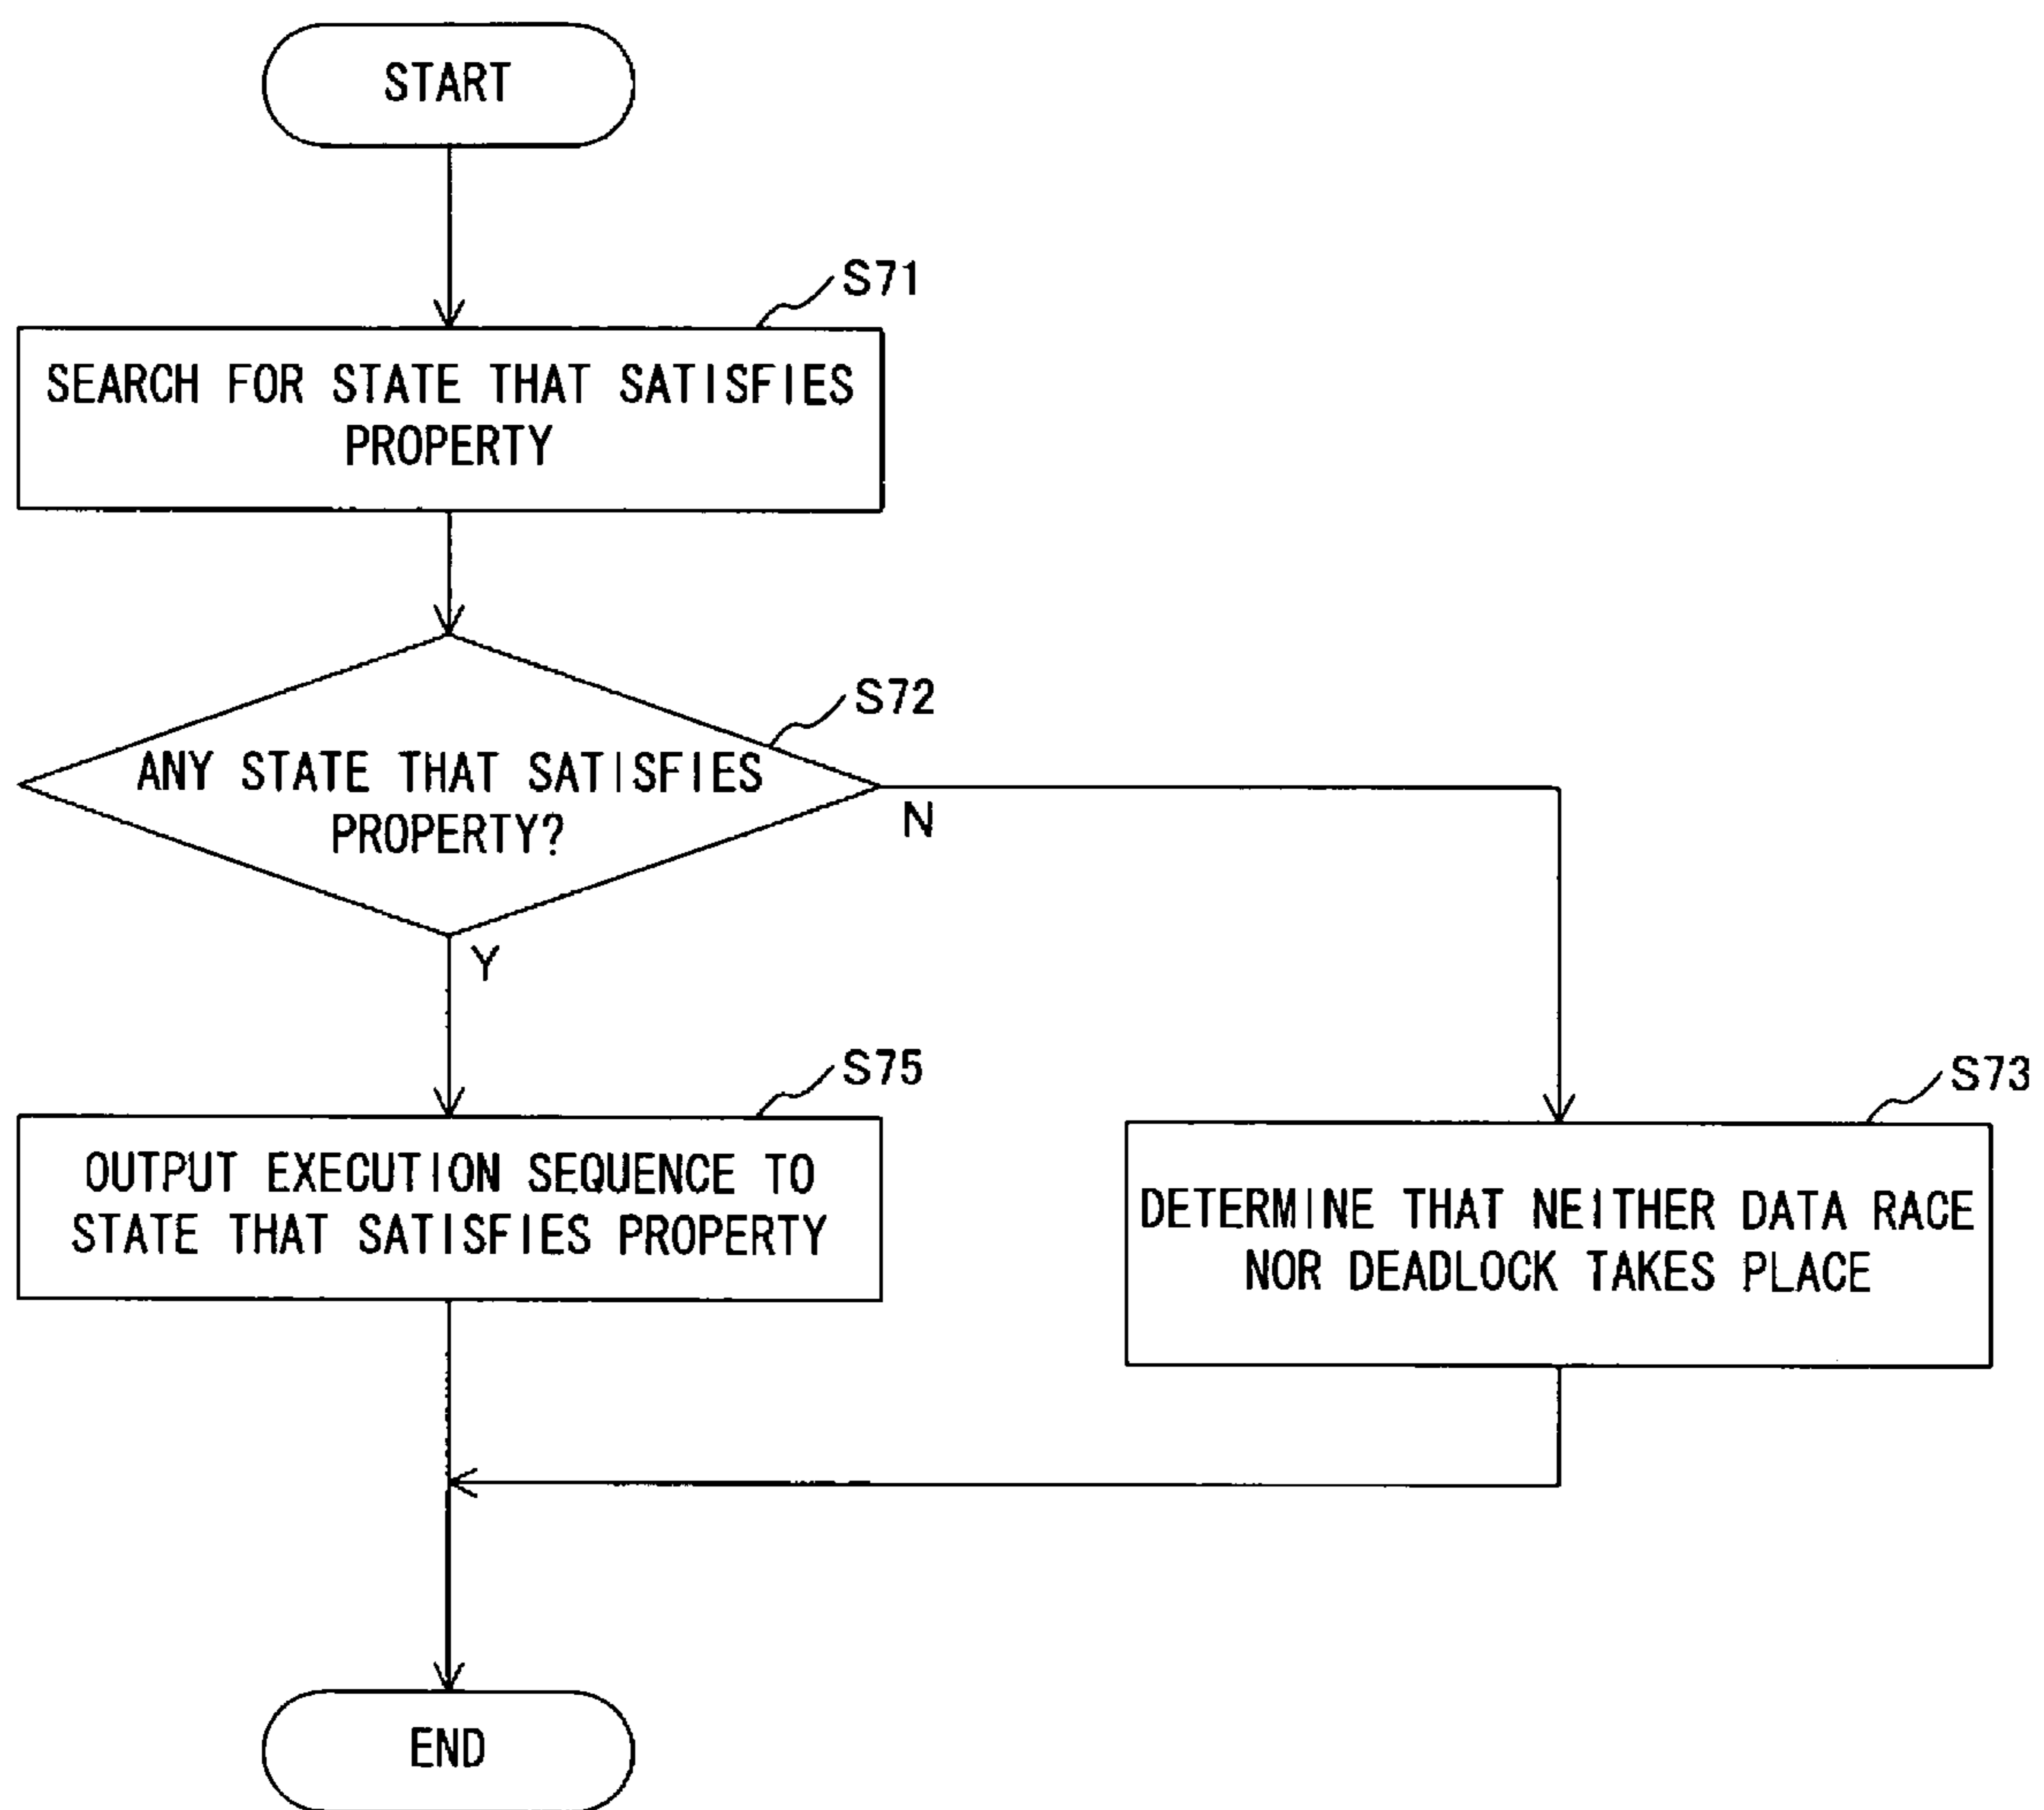 START
S71
SEARCH FOR STATE THAT SATISFIES
PROPERTY
S72
ANY STATE THAT SATISFIES
PROPERTY?
N
Y
S75
OUTPUT EXECUTION SEQUENCE TO
STATE THAT SATISFIES PROPERTY
S73
DETERMINE THAT NEITHER DATA RACE
NOR DEADLOCK TAKES PLACE
END